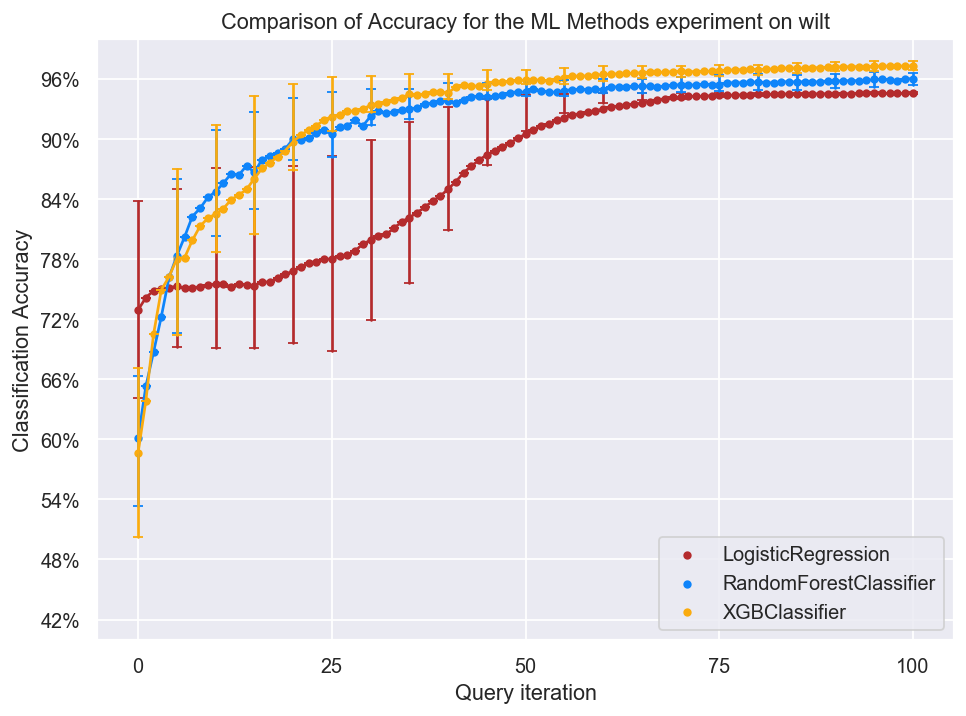 Comparison of Accuracy for the ML Methods experiment on wilt
Classification Accuracy
96%
90%
84%
78%
72%
66%
60%
54%
48%
42%
LogisticRegression
RandomForestClassifier
XGBClassifier
0 25 50 75 100
Query iteration